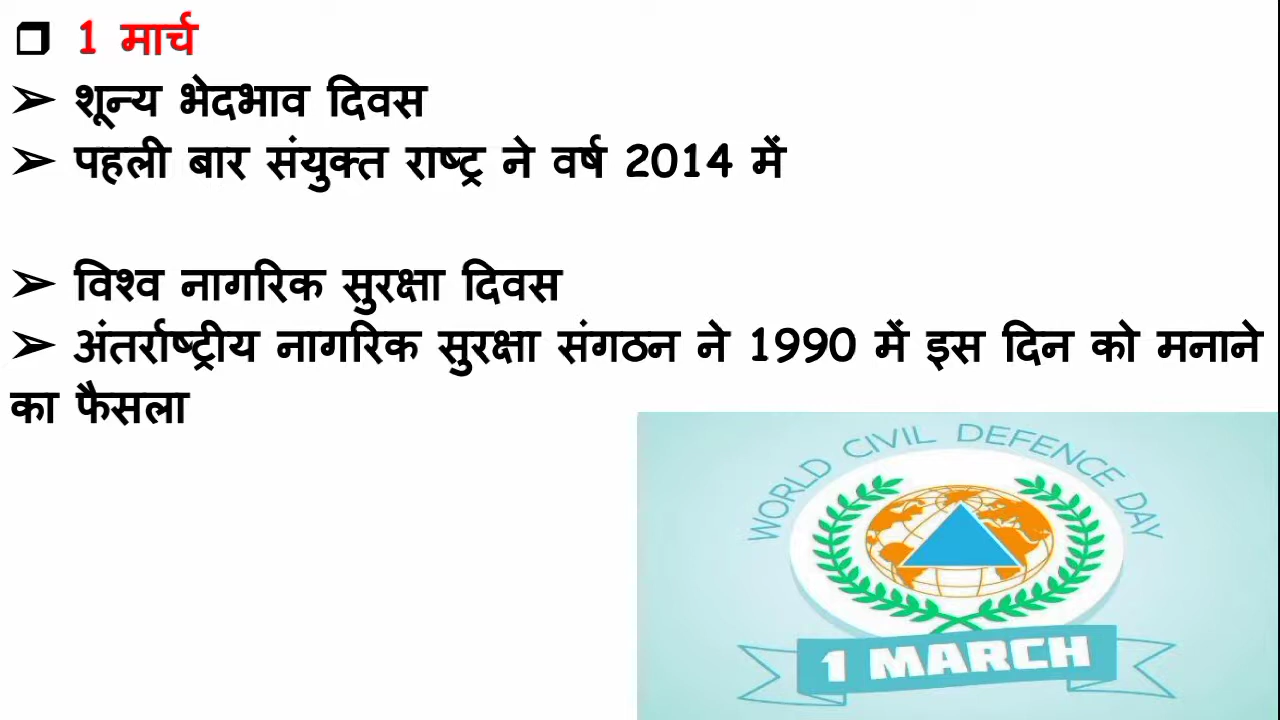 ❒ 1 मार्च
➢ शून्य भेदभाव दिवस
➢ पहली बार संयुक्त राष्ट्र ने वर्ष 2014 में
➢ विश्व नागरिक सुरक्षा दिवस
➢ अंतर्राष्ट्रीय नागरिक सुरक्षा संगठन ने 1990 में इस दिन को मनाने
का फैसला
WORLD CIVIL DEFENCE DAY
1 MARCH